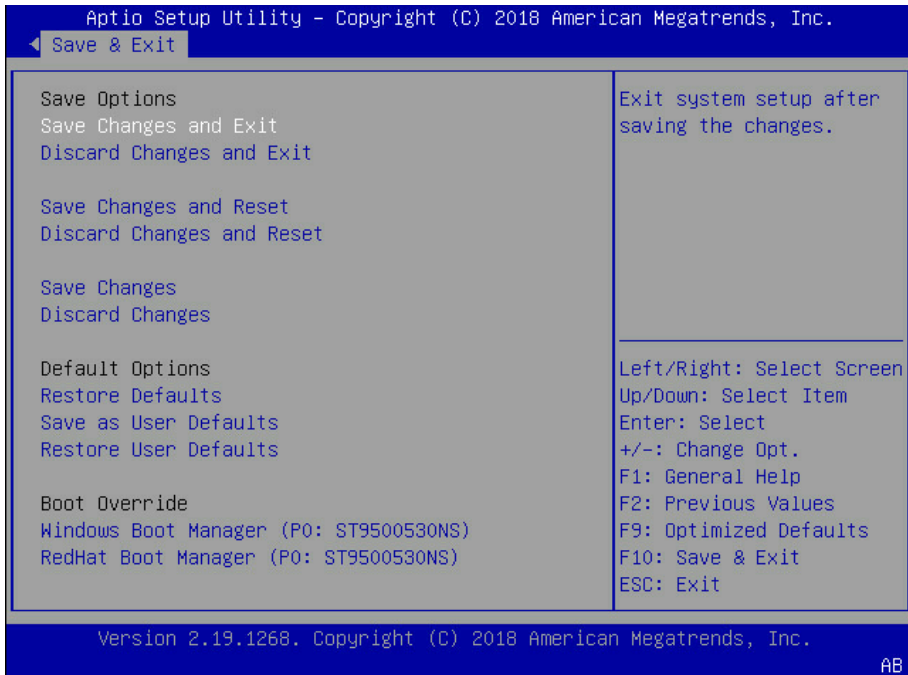 Aptio Setup Utility – Copyright (C) 2018 American Megatrends, Inc.
Save & Exit
Save Options
Save Changes and Exit
Discard Changes and Exit
Save Changes and Reset
Discard Changes and Reset
Save Changes
Discard Changes
Default Options
Restore Defaults
Save as User Defaults
Restore User Defaults
Boot Override
Windows Boot Manager (P0: ST9500530NS)
RedHat Boot Manager (P0: ST9500530NS)
Exit system setup after
saving the changes.
Left/Right: Select Screen
Up/Down: Select Item
Enter: Select
+/-: Change Opt.
F1: General Help
F2: Previous Values
F9: Optimized Defaults
F10: Save & Exit
ESC: Exit
Version 2.19.1268. Copyright (C) 2018 American Megatrends, Inc.
AB